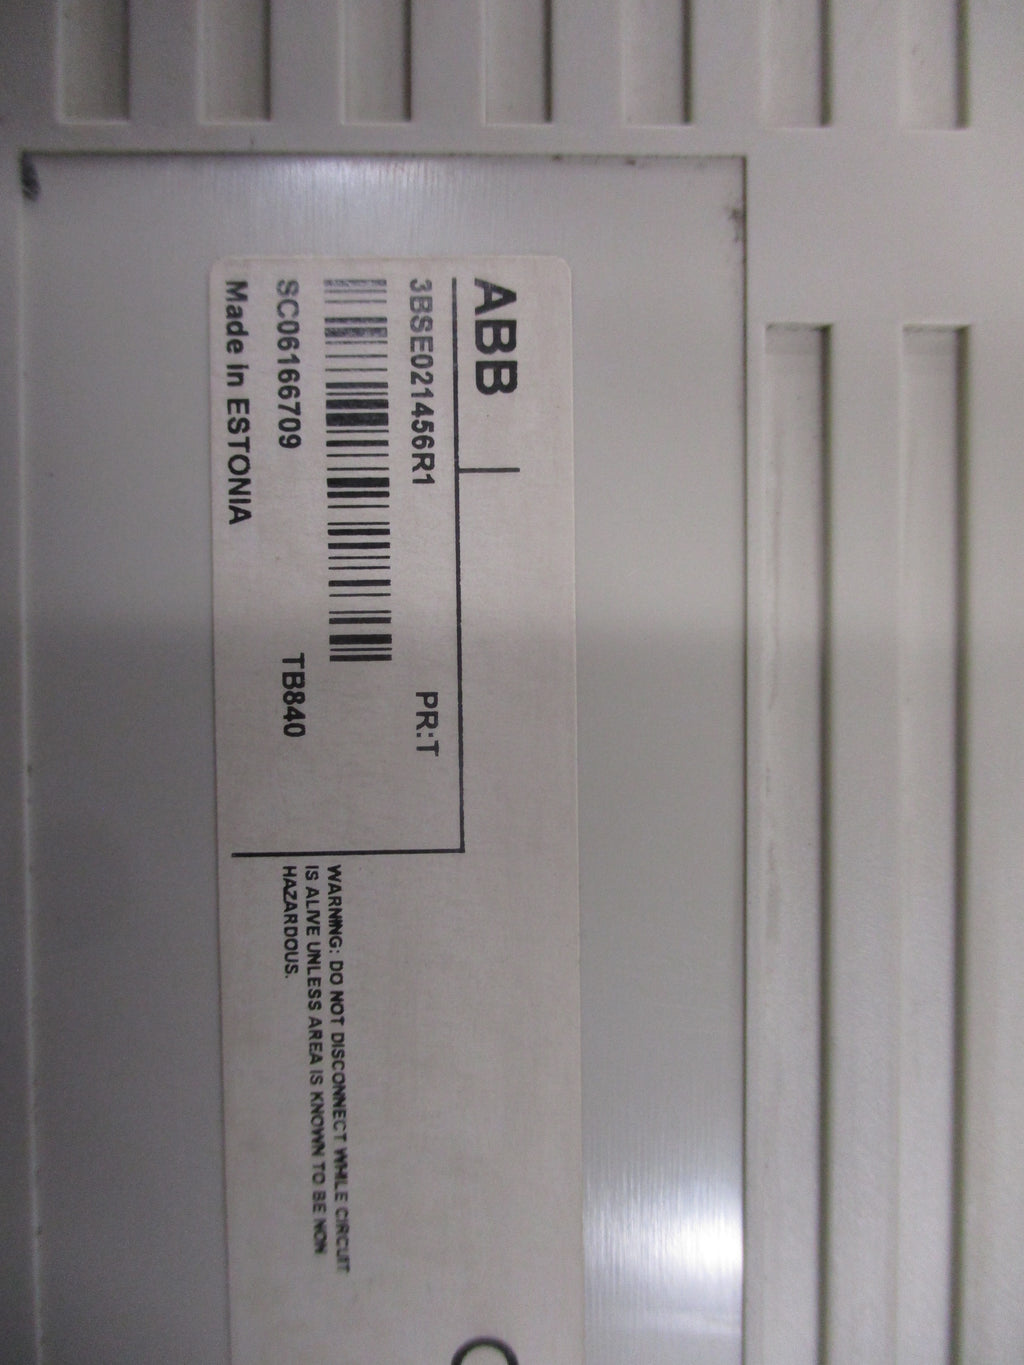 ABB
3BSE021456R1 PR:T
SC06166709 TB840
Made in ESTONIA
WARNING: DO NOT DISCONNECT WHILE CIRCUIT
IS ALIVE UNLESS AREA IS KNOWN TO BE NON
HAZARDOUS.